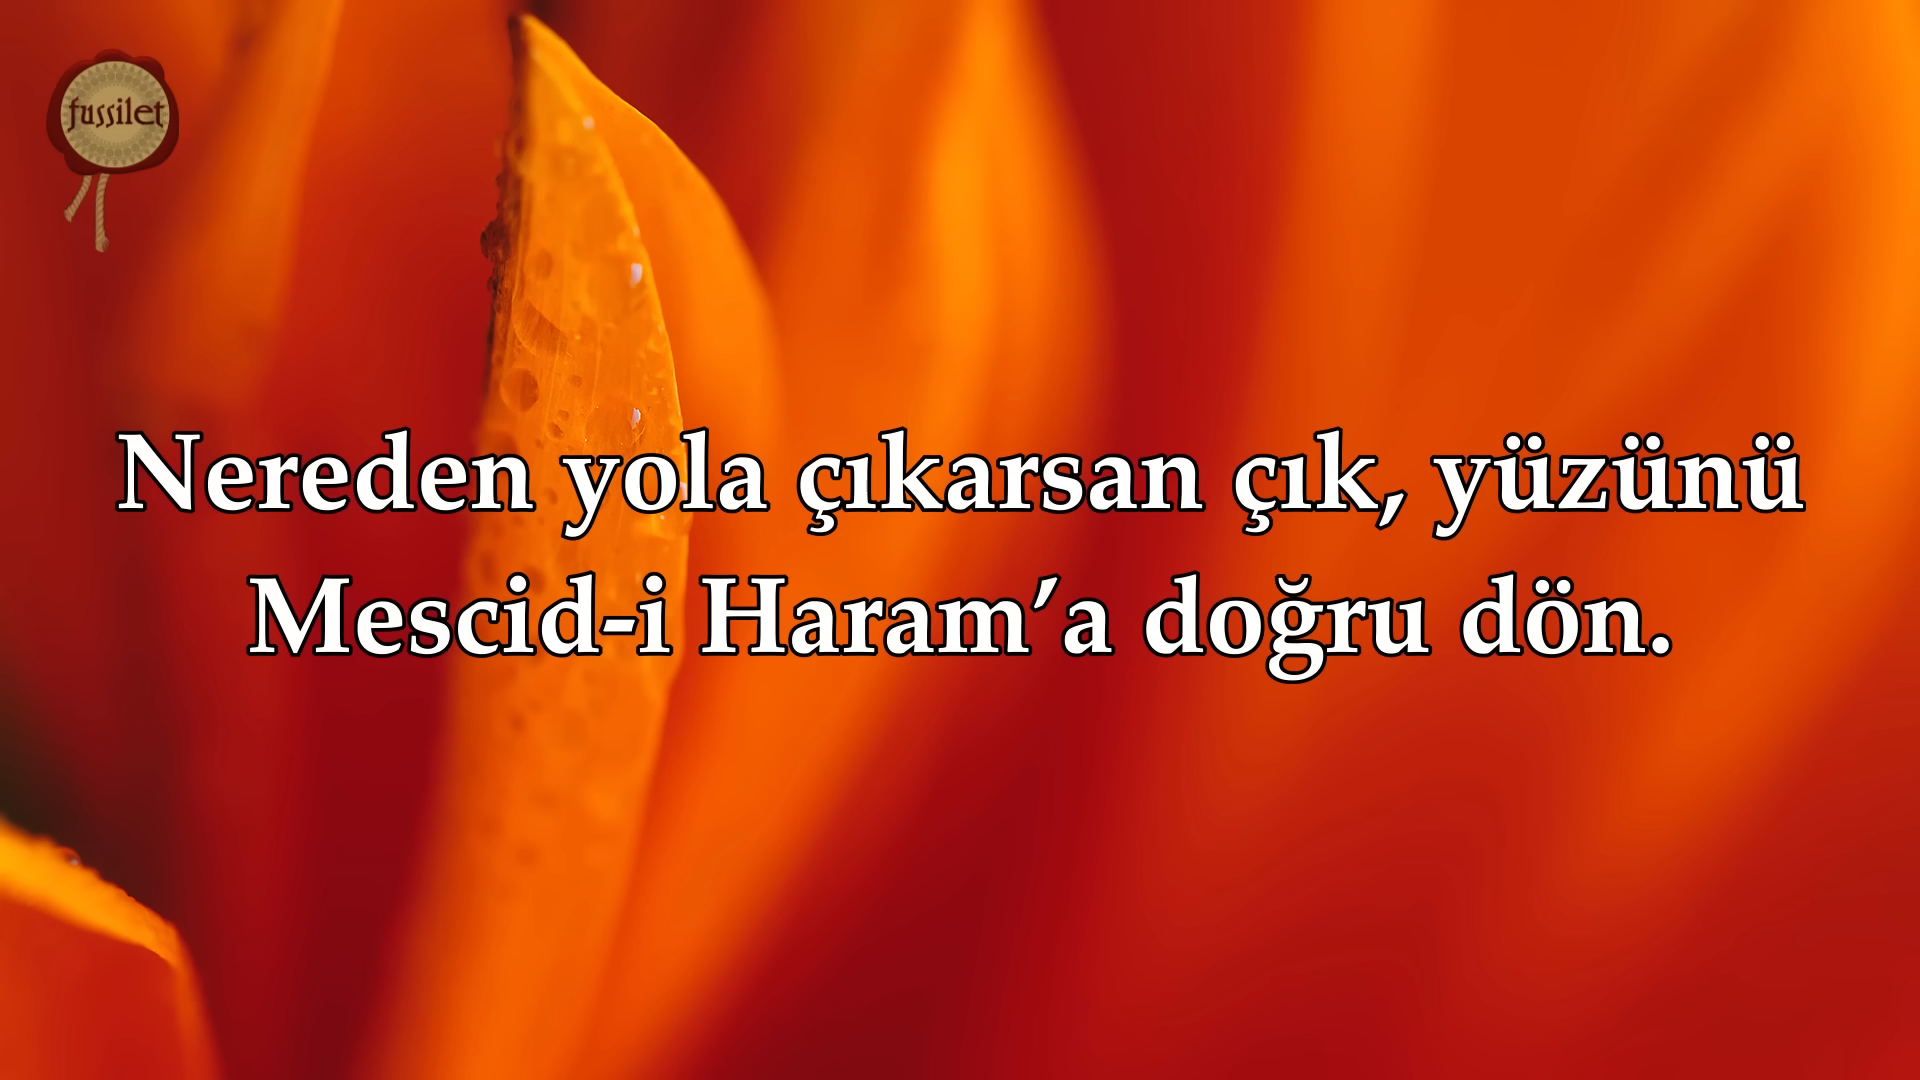 fussilet
Nereden yola çıkarsan çık, yüzünü
Mescid-i Haram’a doğru dön.